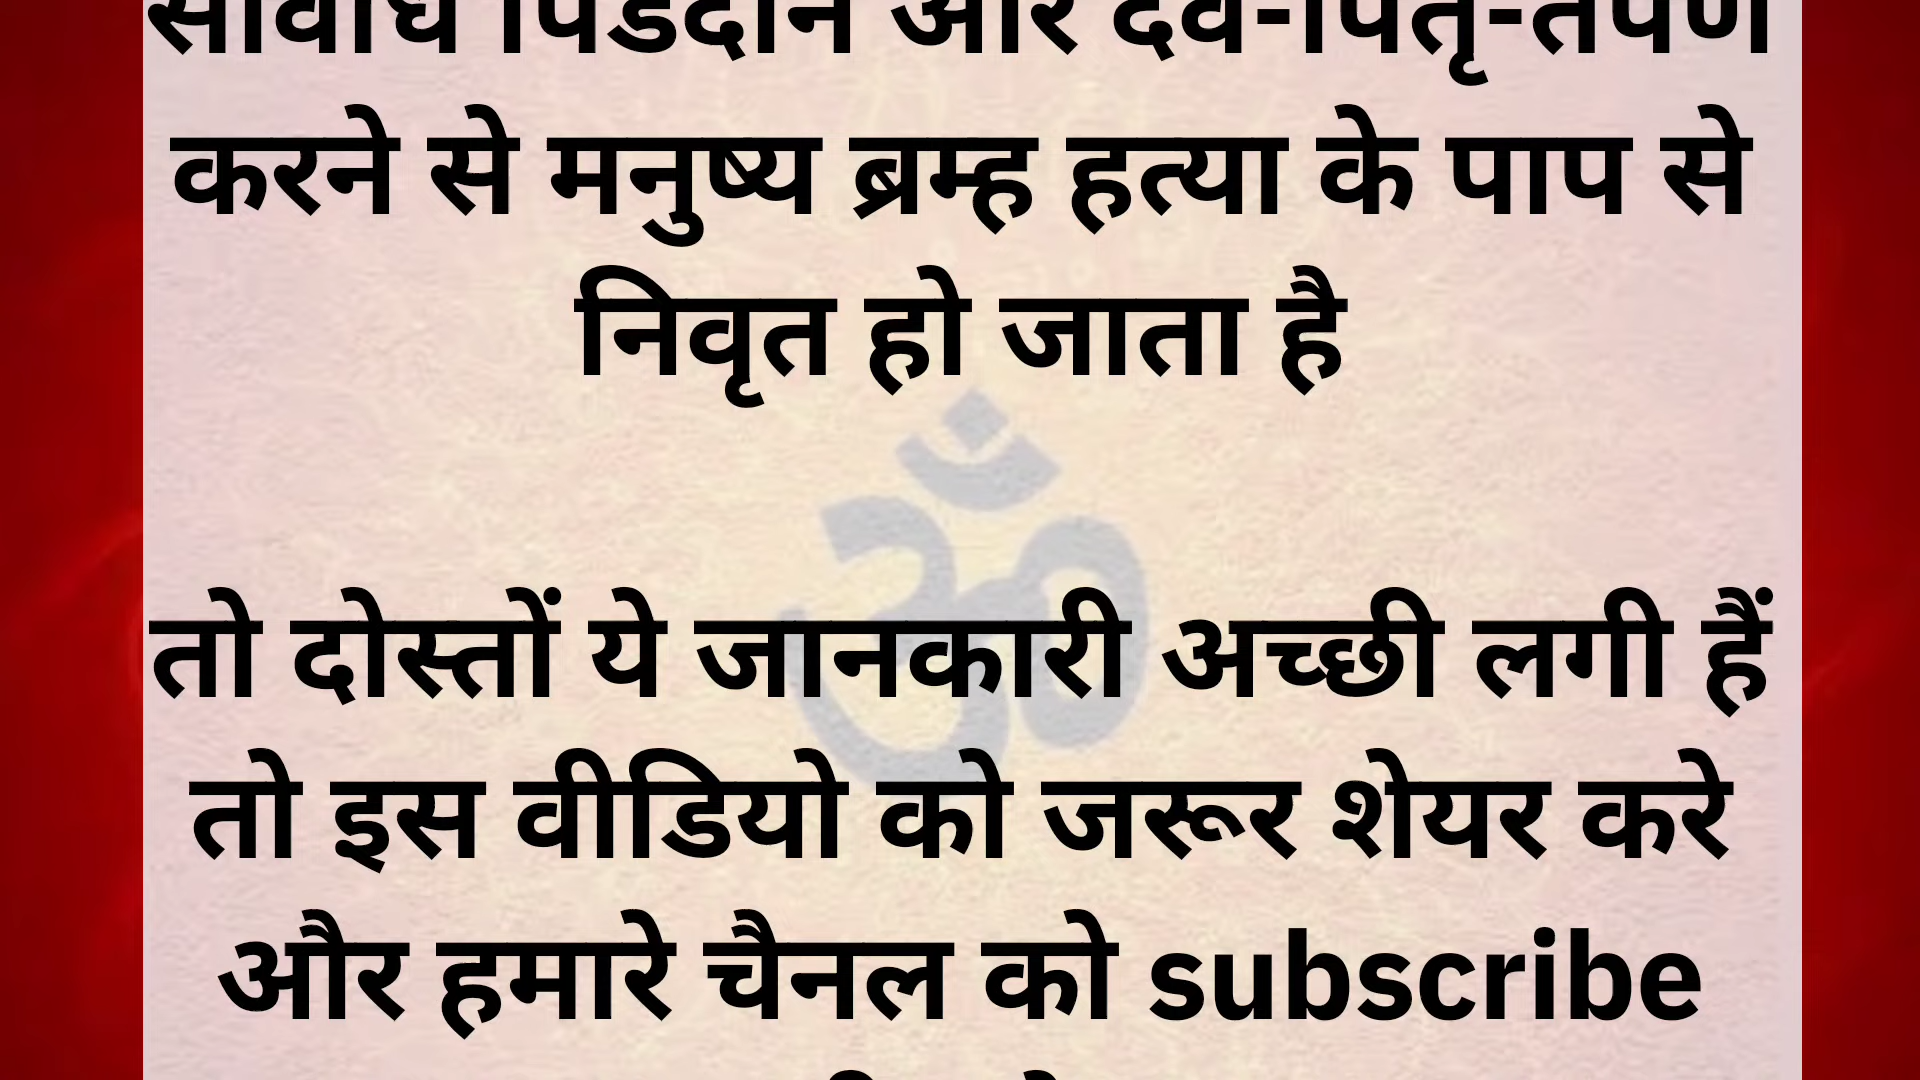 सविधि पिंडदान और देव-पितृ-तर्पण
करने से मनुष्य ब्रम्ह हत्या के पाप से
निवृत हो जाता है
तो दोस्तों ये जानकारी अच्छी लगी हैं
तो इस वीडियो को जरूर शेयर करे
और हमारे चैनल को subscribe